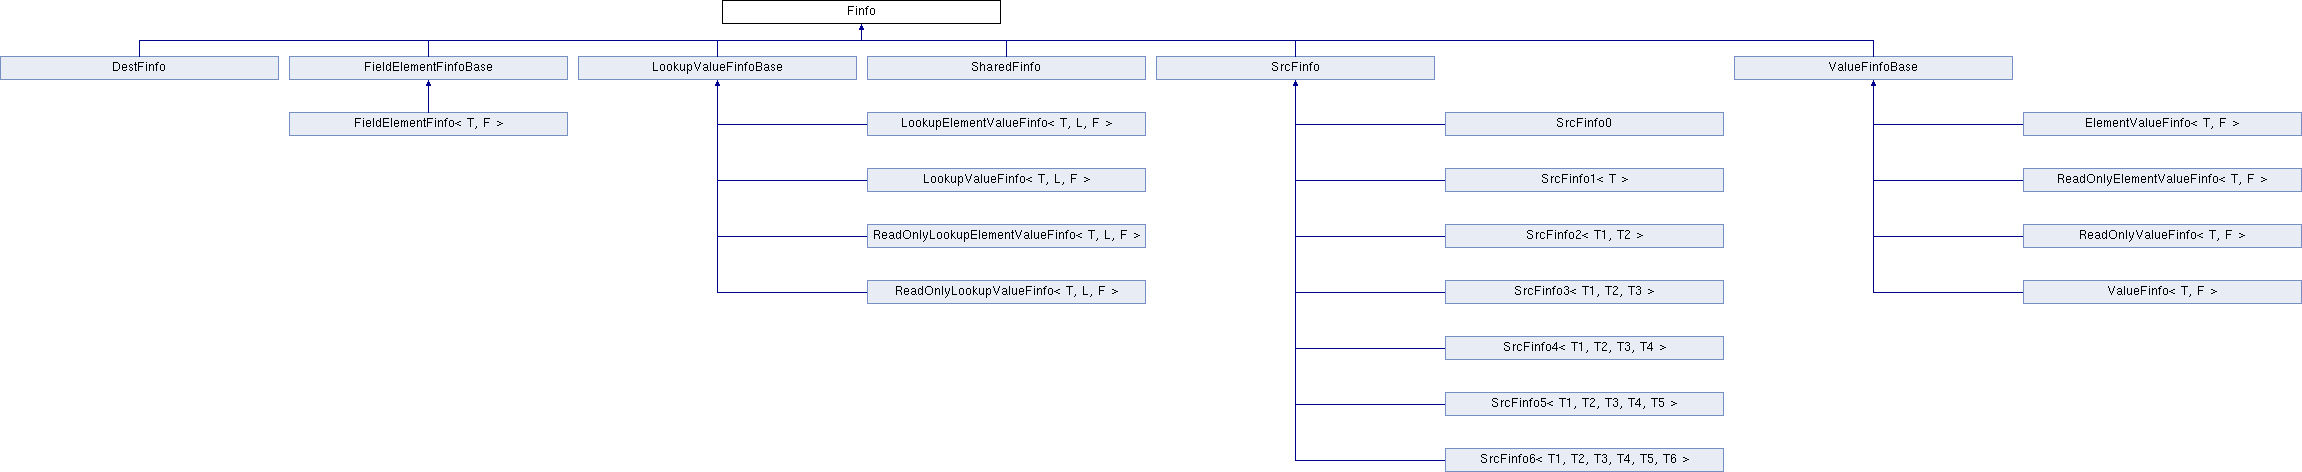 Finfo
DestFinfo
FieldElementFinfoBase
LookupValueFinfoBase
SharedFinfo
SrcFinfo
ValueFinfoBase
FieldElementFinfo< T, F >
LookupElementValueFinfo< T, L, F >
SrcFinfo0
ElementValueFinfo< T, F >
LookupValueFinfo< T, L, F >
SrcFinfo1< T >
ReadOnlyElementValueFinfo< T, F >
ReadOnlyLookupElementValueFinfo< T, L, F >
SrcFinfo2< T1, T2 >
ReadOnlyValueFinfo< T, F >
ReadOnlyLookupValueFinfo< T, L, F >
SrcFinfo3< T1, T2, T3 >
ValueFinfo< T, F >
SrcFinfo4< T1, T2, T3, T4 >
SrcFinfo5< T1, T2, T3, T4, T5 >
SrcFinfo6< T1, T2, T3, T4, T5, T6 >